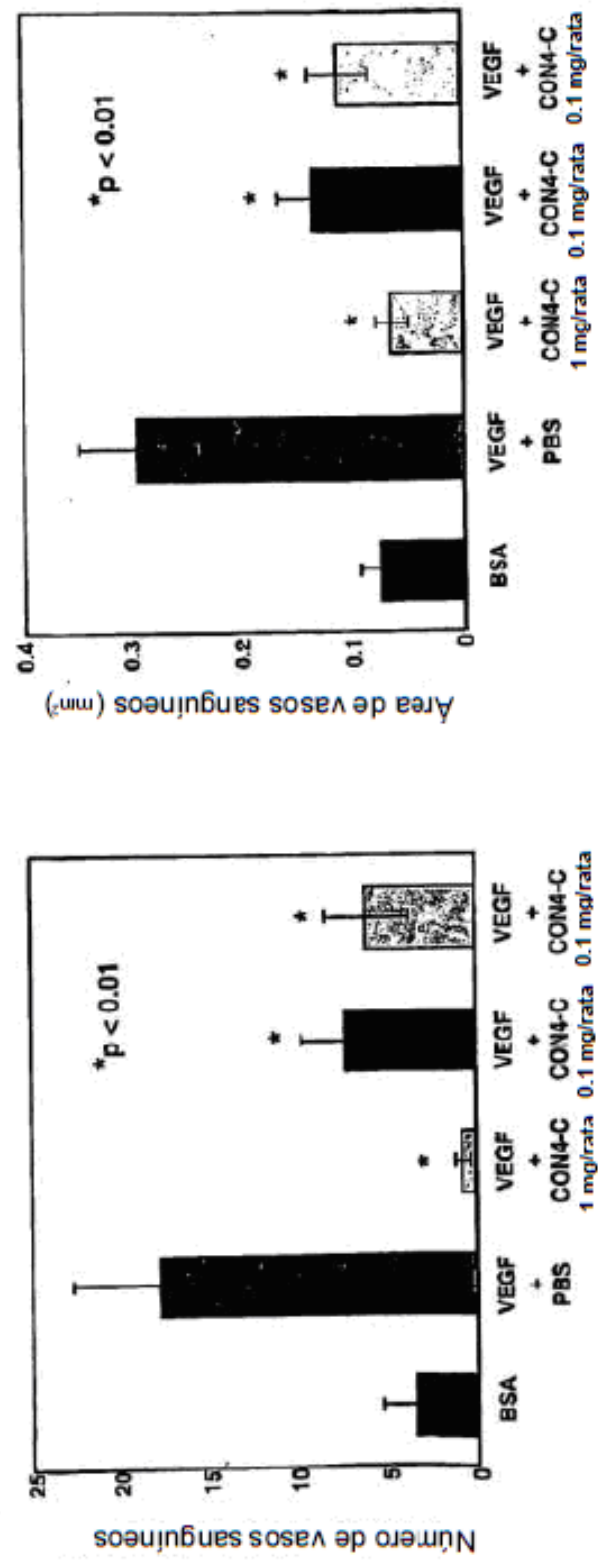 Número de vasos sanguíneos
25
20
15
10
5
0
*p < 0.01
*
*
*
BSA
VEGF
+
PBS
VEGF
+
CON4-C
1 mg/rata
VEGF
+
CON4-C
0.1 mg/rata
VEGF
+
CON4-C
0.1 mg/rata
Área de vasos sanguíneos (mm²)
0.4
0.3
0.2
0.1
0
*p < 0.01
*
*
*
BSA
VEGF
+
PBS
VEGF
+
CON4-C
1 mg/rata
VEGF
+
CON4-C
0.1 mg/rata
VEGF
+
CON4-C
0.1 mg/rata